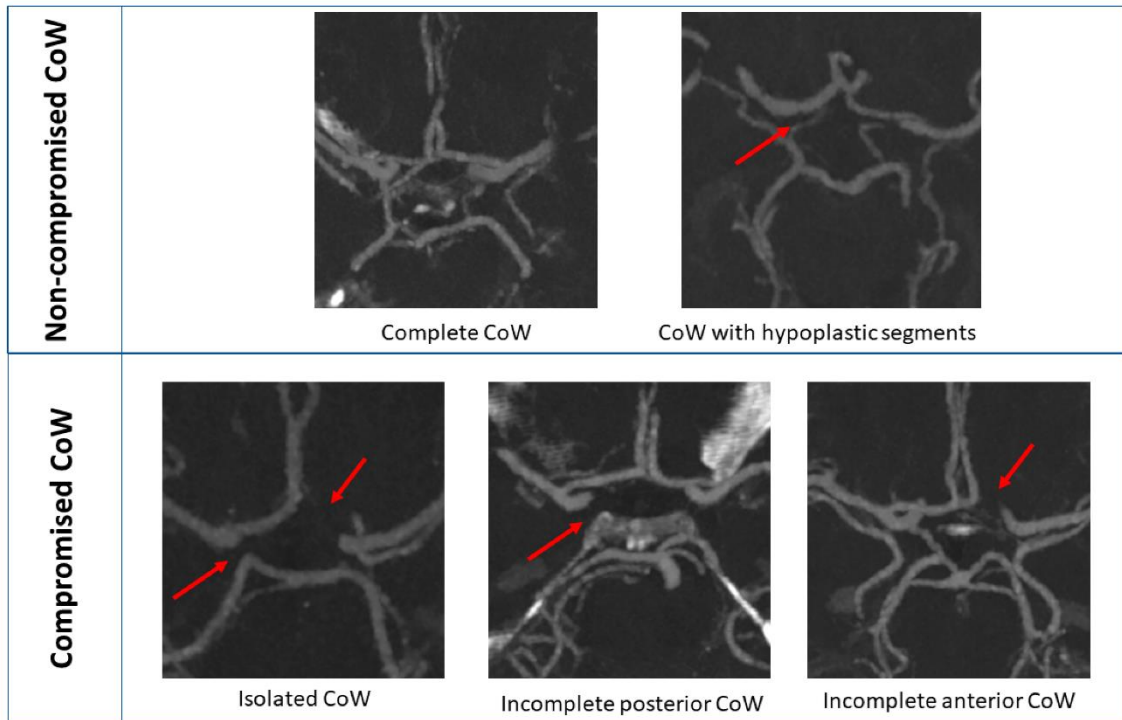 Non-compromised CoW
Complete CoW
CoW with hypoplastic segments
Compromised CoW
Isolated CoW
Incomplete posterior CoW
Incomplete anterior CoW